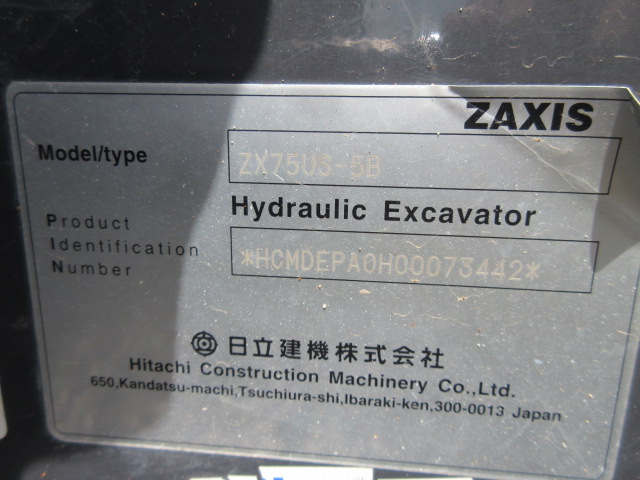 ZAXIS
Model/type ZX75US-5B
Hydraulic Excavator
Product
Identification
Number
*HCMDEPA0H00073442*
日立建機株式会社
Hitachi Construction Machinery Co.,Ltd.
650,Kandatsu-machi,Tsuchiura-shi,Ibaraki-ken,300-0013 Japan